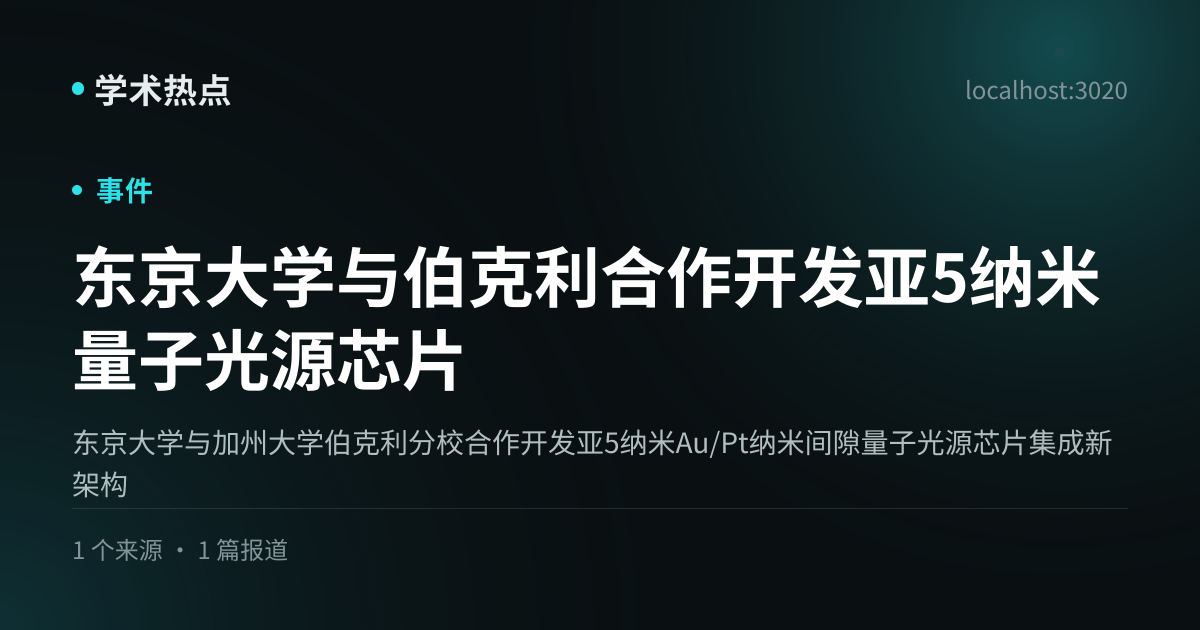 学术热点
localhost:3020
事件
东京大学与伯克利合作开发亚5纳米
量子光源芯片
东京大学与加州大学伯克利分校合作开发亚5纳米Au/Pt纳米间隙量子光源芯片集成新
架构
1 个来源 · 1 篇报道